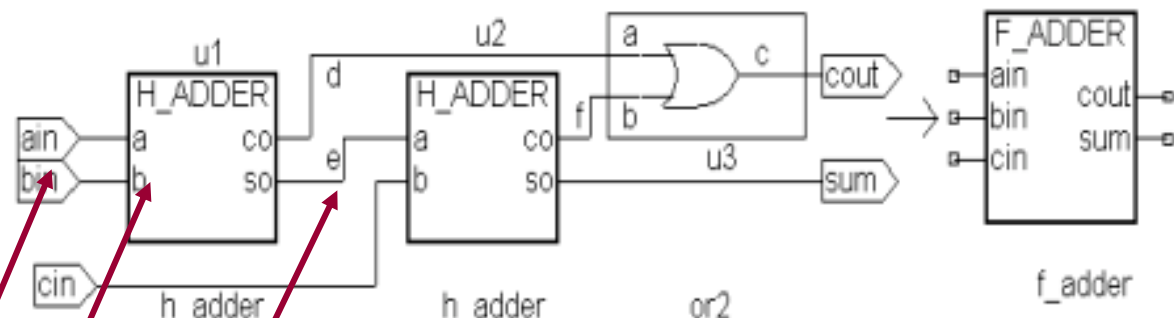 u1
u2
H_ADDER
a
b
co
so
ain
bin
cin
d
e
h_adder
H_ADDER
a
b
co
so
f
h_adder
a
b
c
u3
or2
cout
sum
F_ADDER
ain
bin
cin
cout
sum
f_adder